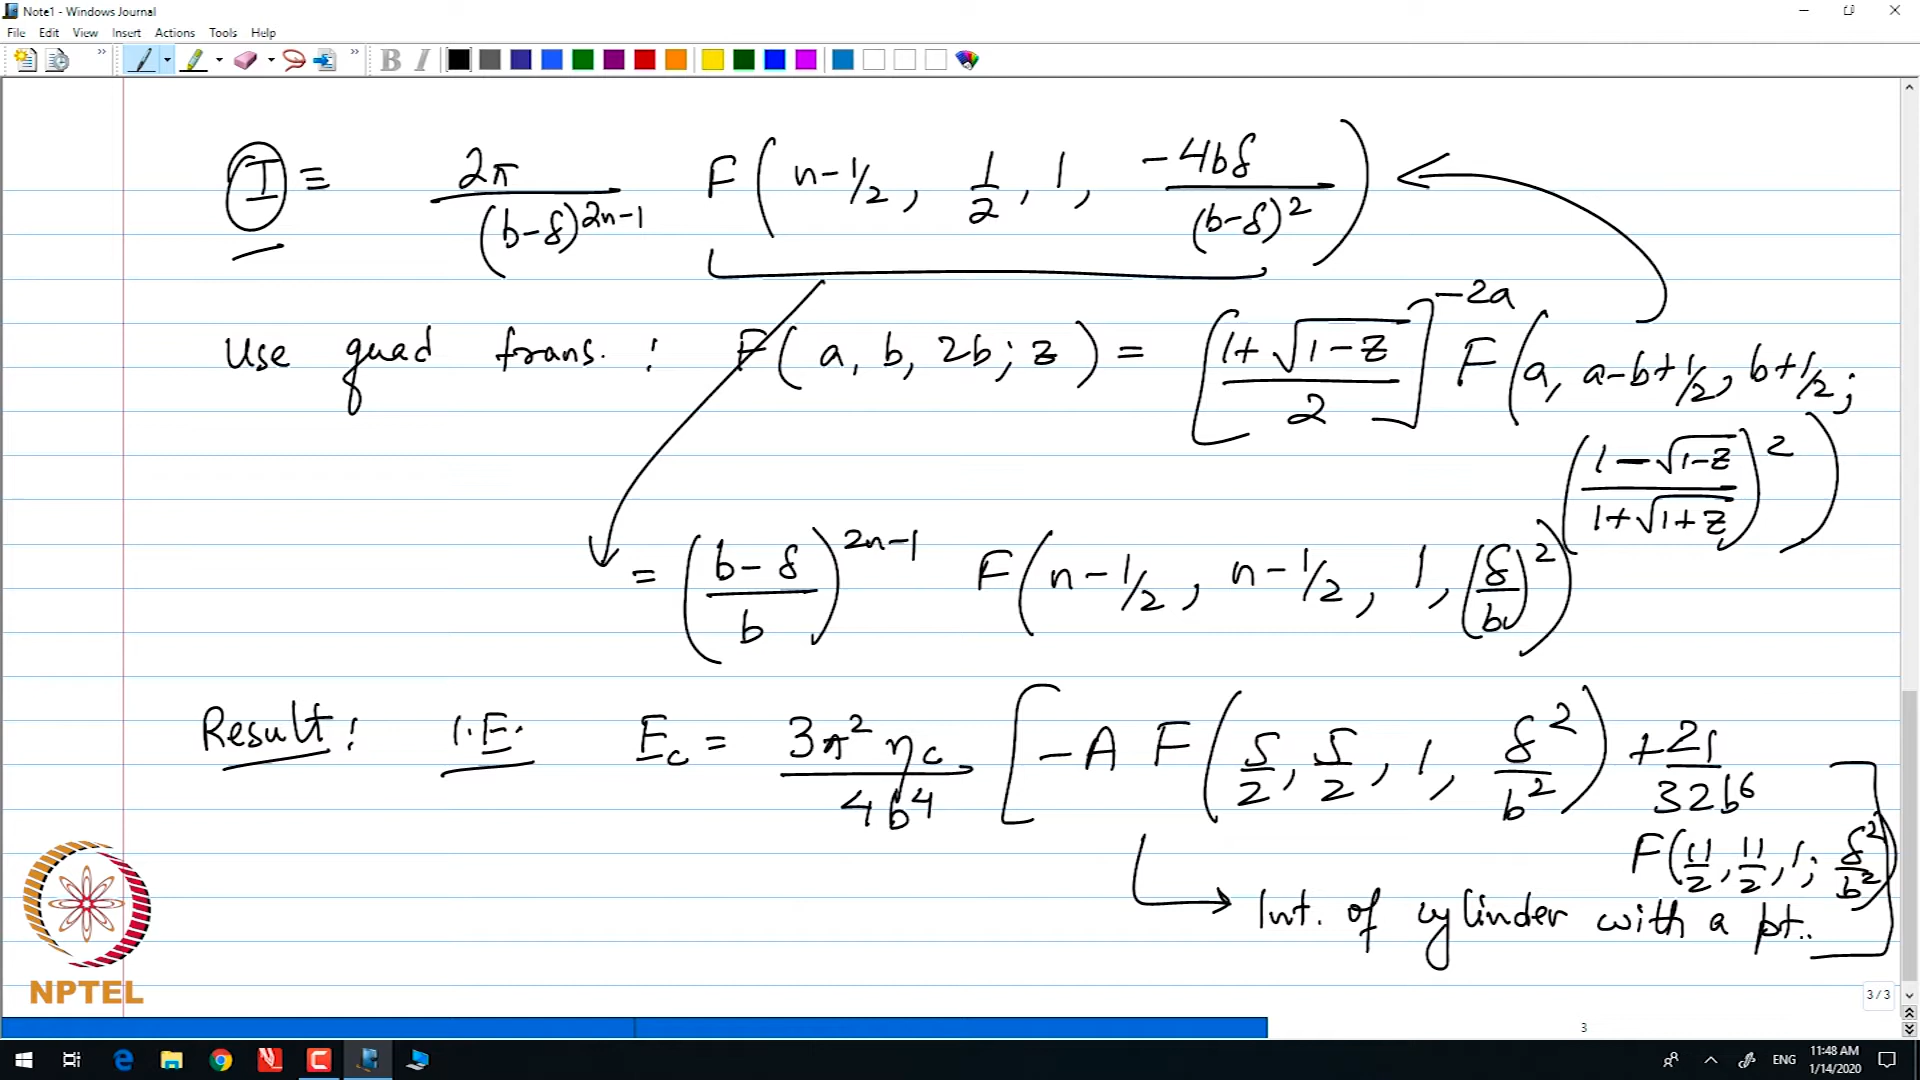 Note1 - Windows Journal
File Edit View Insert Actions Tools Help
I ≡ 2π / (b-δ)^{2n-1} F(n-1/2, 1/2, 1, -4bδ / (b-δ)^2)
Use quad trans. : F(a, b, 2b; z) = [(1+√(1-z)) / 2]^{-2a} F(a, a-b+1/2, b+1/2;
((1-√(1-z)) / (1+√(1+z)))^2)
= ((b-δ) / b)^{2n-1} F(n-1/2, n-1/2, 1, (δ/b)^2)
Result: I.E. E_c = 3π^2 η_c / 4b^4 [-A F(5/2, 5/2, 1, δ^2/b^2) + 21 / 32b^6
F(11/2, 11/2, 1; δ^2/b^2)]
→ Int. of cylinder with a pt..
NPTEL
3 / 3
3
ENG
11:48 AM
1/14/2020